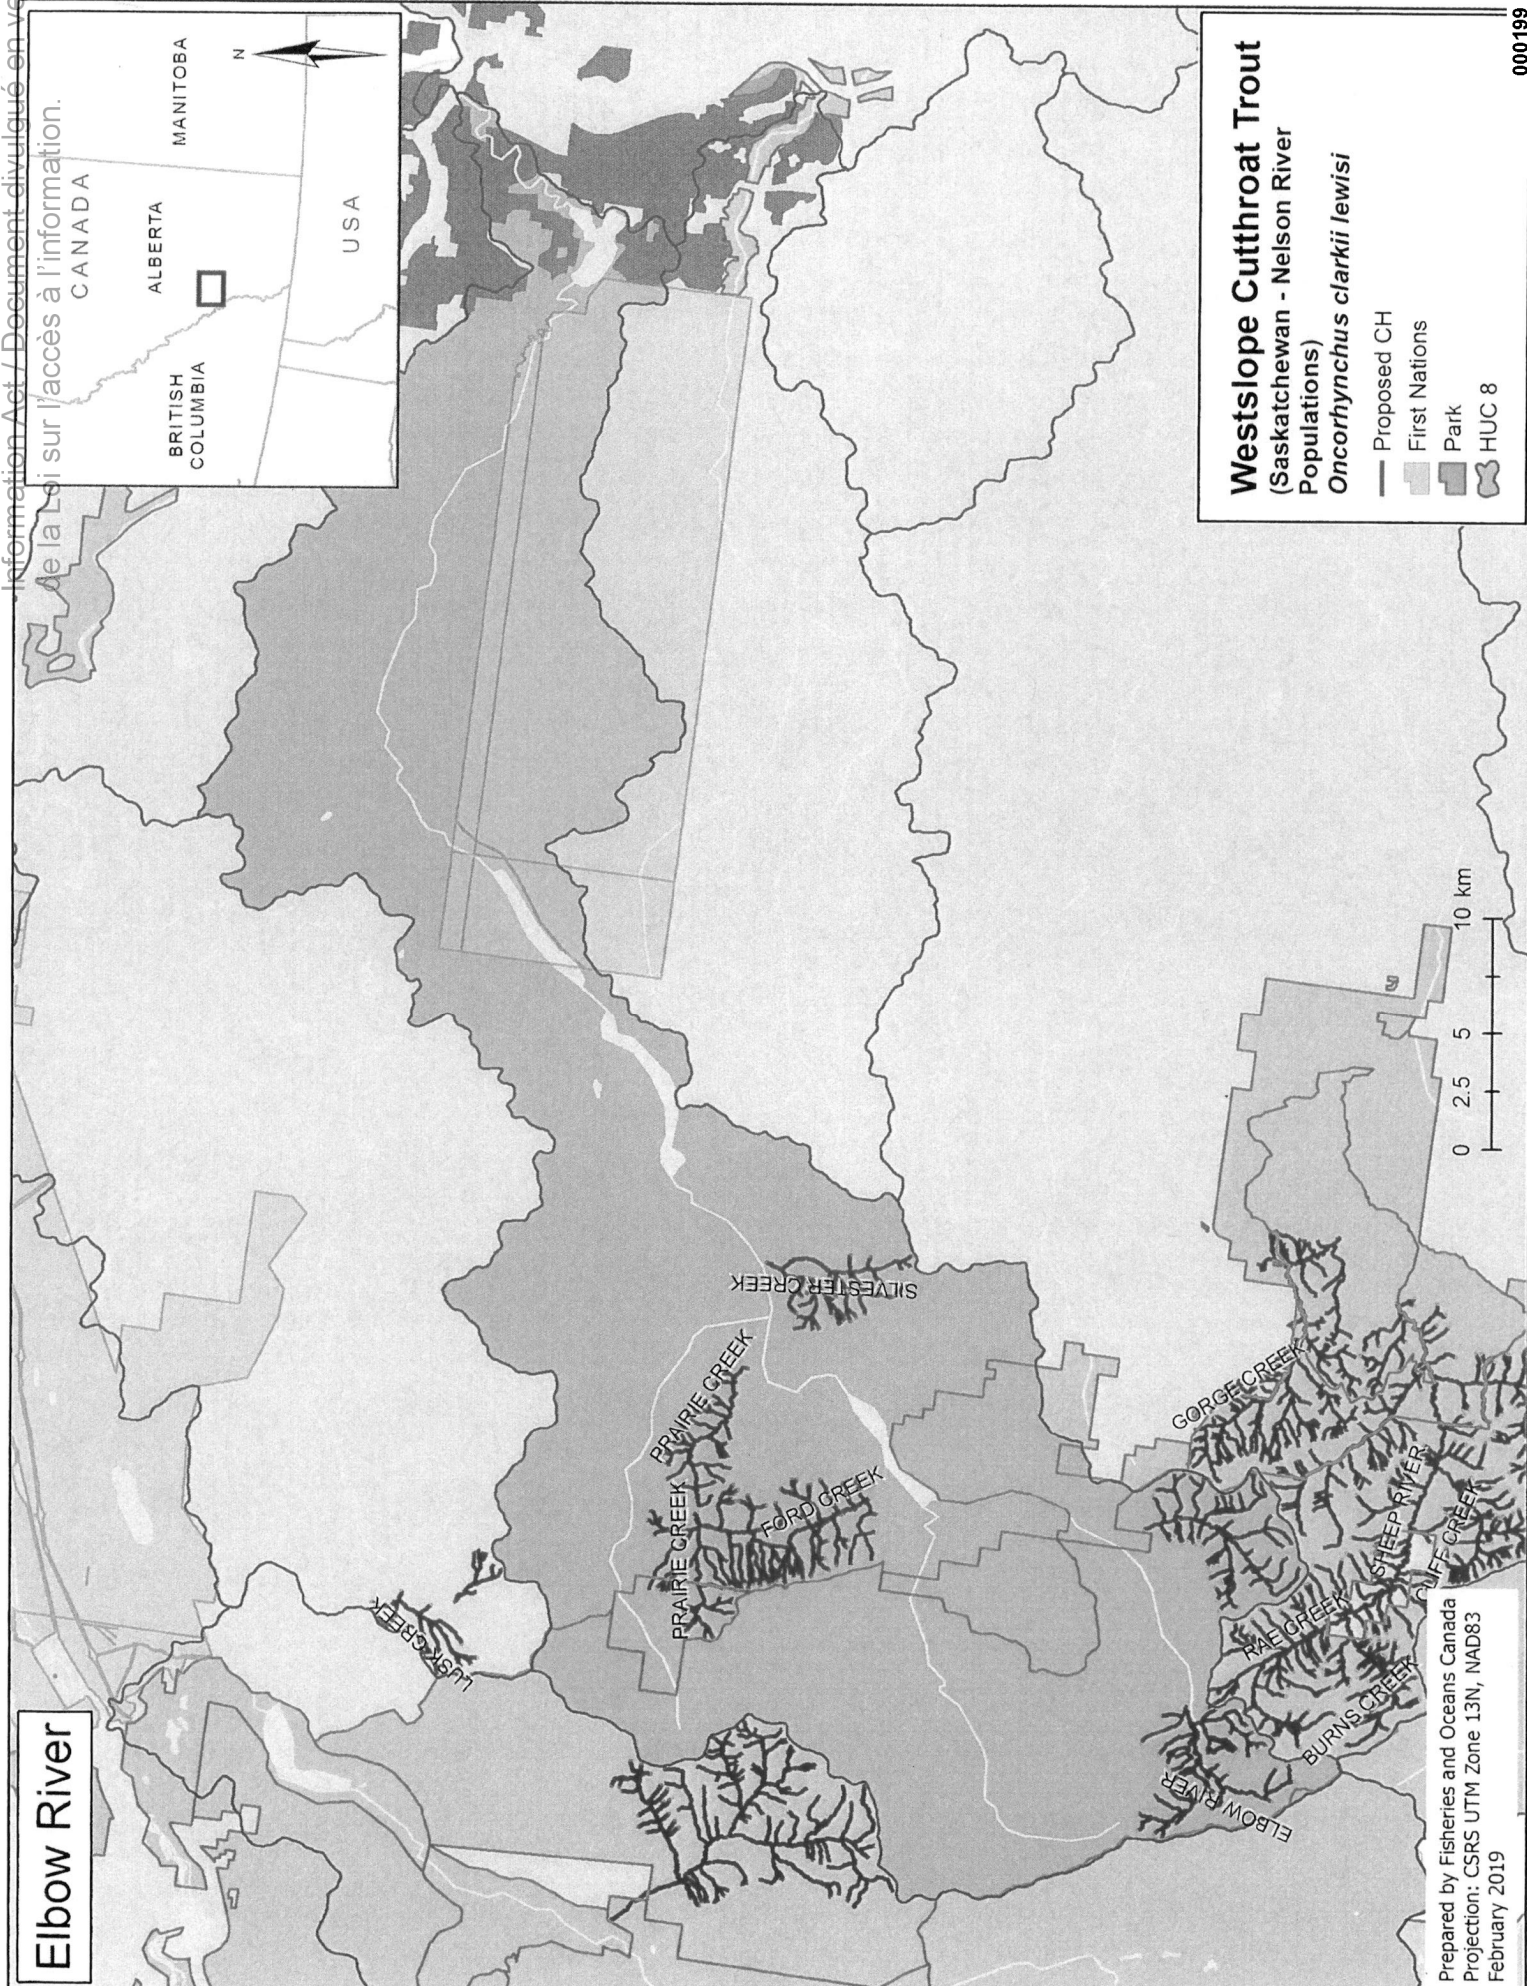 Elbow River
Information Act / Document divulgué en ve
de la Loi sur l'accès à l'information.
CANADA
BRITISH
COLUMBIA
ALBERTA
MANITOBA
USA
N
LUSK CREEK
PRAIRIE CREEK
PRAIRIE CREEK
FORD CREEK
SILVESTER CREEK
ELBOW RIVER
BURNS CREEK
RAE CREEK
SHEEP RIVER
CLIFF CREEK
GORGE CREEK
0 2.5 5 10 km
Westslope Cutthroat Trout
(Saskatchewan - Nelson River
Populations)
Oncorhynchus clarkii lewisi
Proposed CH
First Nations
Park
HUC 8
Prepared by Fisheries and Oceans Canada
Projection: CSRS UTM Zone 13N, NAD83
February 2019
000199